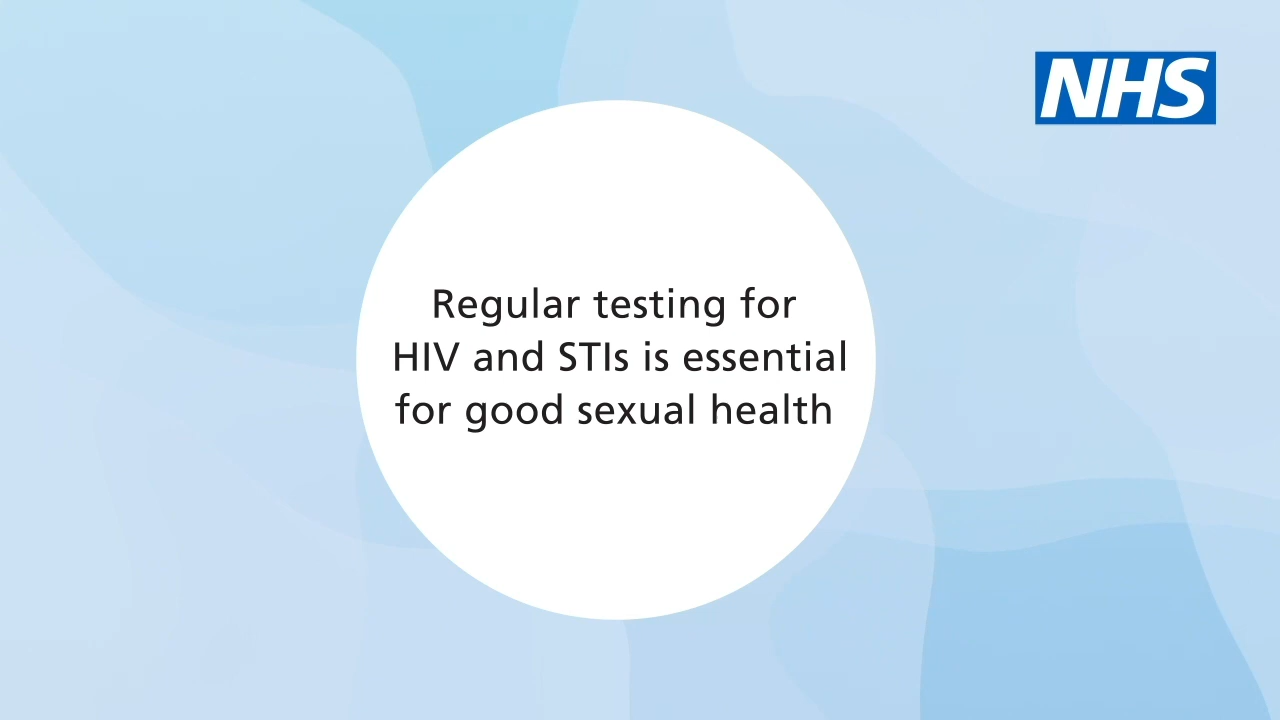 NHS
Regular testing for
HIV and STIs is essential
for good sexual health